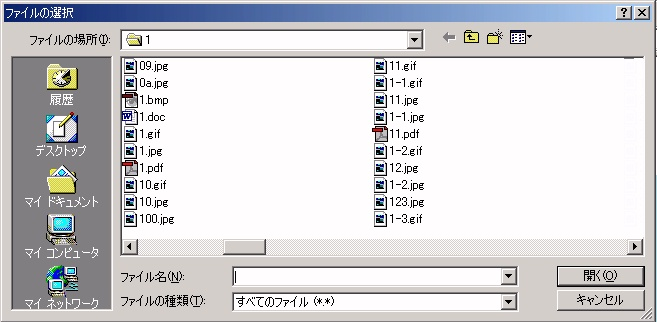 ファイルの選択
ファイルの場所(I):
1
履歴
デスクトップ
マイ ドキュメント
マイ コンピュータ
マイ ネットワーク
09.jpg
0a.jpg
1.bmp
1.doc
1.gif
1.jpg
1.pdf
10.gif
10.jpg
100.jpg
11.gif
1-1.gif
11.jpg
1-1.jpg
11.pdf
1-2.gif
12.jpg
1-2.jpg
123.jpg
1-3.gif
ファイル名(N):
開く(O)
ファイルの種類(T):
すべてのファイル (*.*)
キャンセル